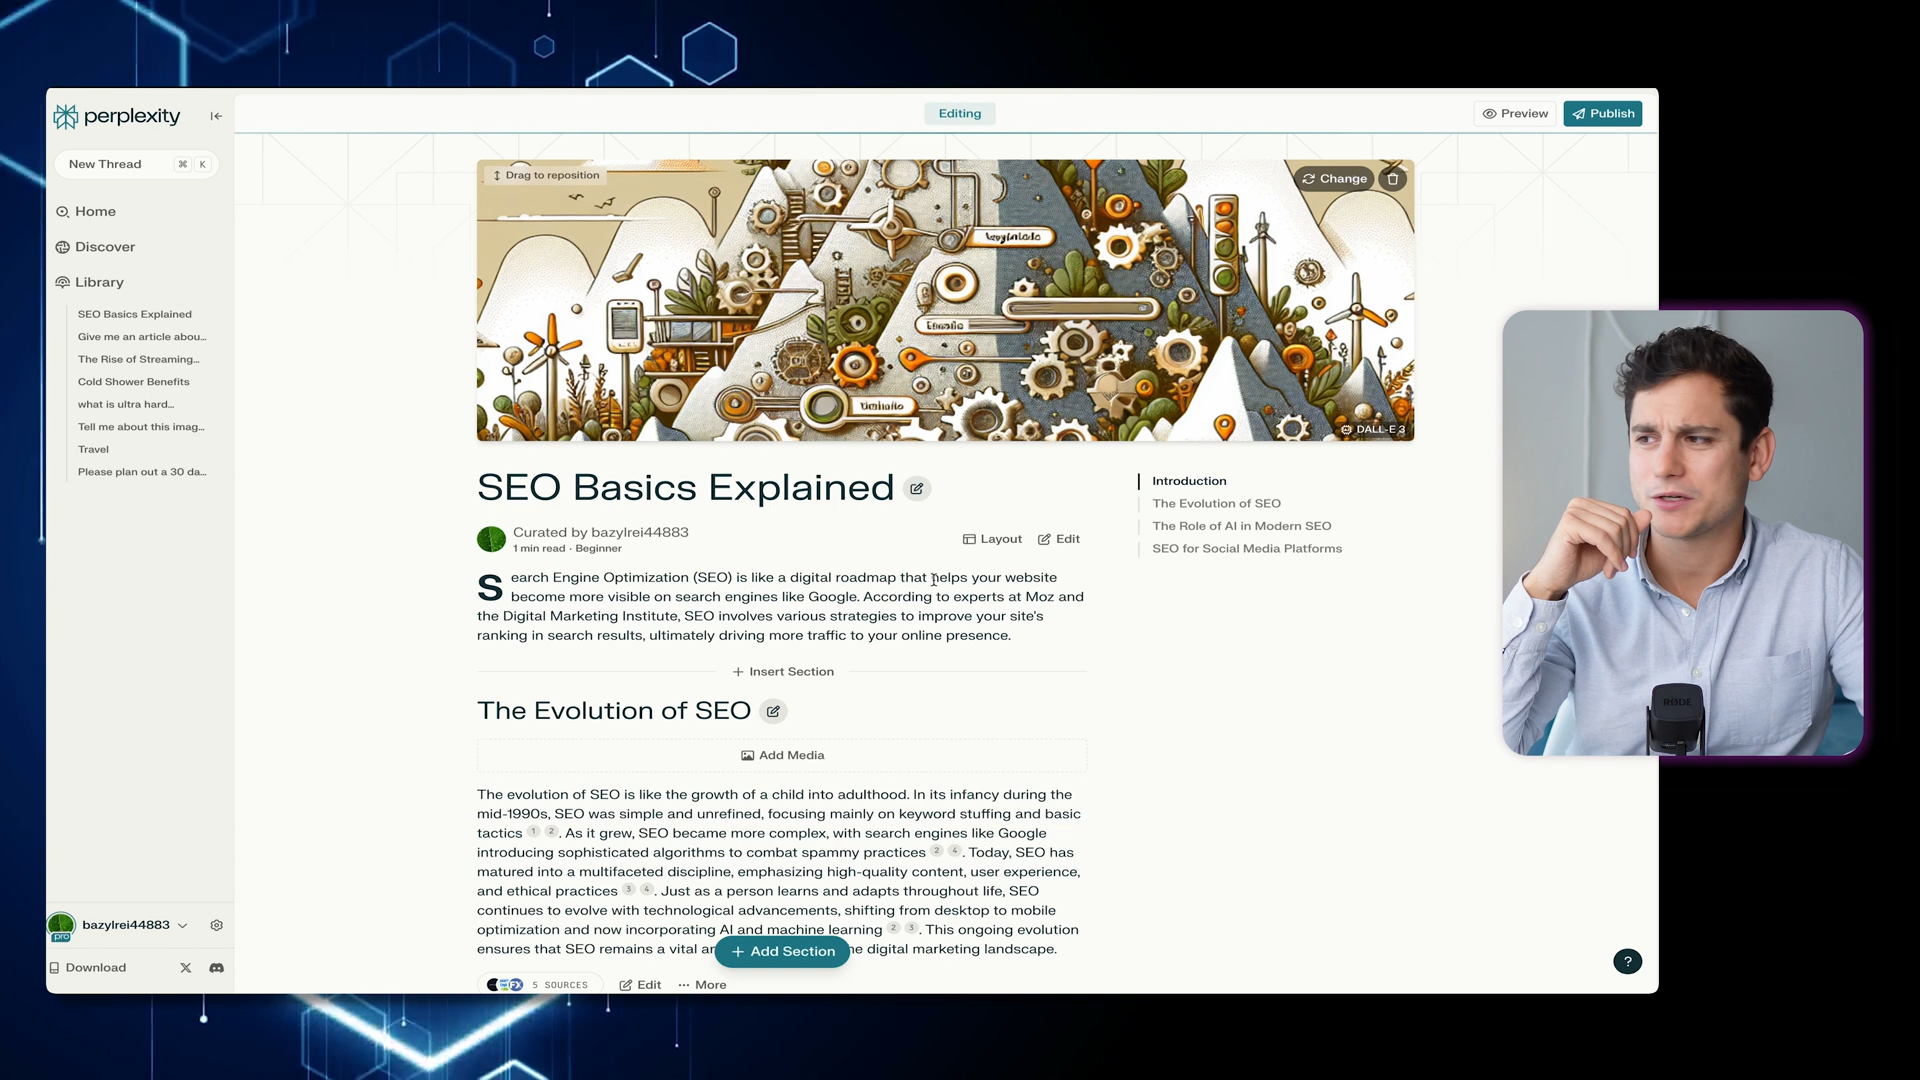 perplexity
New Thread
⌘ K
Home
Discover
Library
SEO Basics Explained
Give me an article abou...
The Rise of Streaming...
Cold Shower Benefits
what is ultra hard...
Tell me about this imag...
Travel
Please plan out a 30 da...
bazylrei44883
pro
Download
Editing
Preview
Publish
Drag to reposition
Change
DALL-E 3
SEO Basics Explained
Curated by bazylrei44883
1 min read · Beginner
Layout
Edit
Search Engine Optimization (SEO) is like a digital roadmap that helps your website
become more visible on search engines like Google. According to experts at Moz and
the Digital Marketing Institute, SEO involves various strategies to improve your site's
ranking in search results, ultimately driving more traffic to your online presence.
+ Insert Section
The Evolution of SEO
Add Media
The evolution of SEO is like the growth of a child into adulthood. In its infancy during the
mid-1990s, SEO was simple and unrefined, focusing mainly on keyword stuffing and basic
tactics 1 2 . As it grew, SEO became more complex, with search engines like Google
introducing sophisticated algorithms to combat spammy practices 2 4 . Today, SEO has
matured into a multifaceted discipline, emphasizing high-quality content, user experience,
and ethical practices 3 4 . Just as a person learns and adapts throughout life, SEO
continues to evolve with technological advancements, shifting from desktop to mobile
optimization and now incorporating AI and machine learning 2 3 . This ongoing evolution
ensures that SEO remains a vital
digital marketing landscape.
+ Add Section
5 SOURCES
Edit
··· More
Introduction
The Evolution of SEO
The Role of AI in Modern SEO
SEO for Social Media Platforms
RØDE
?